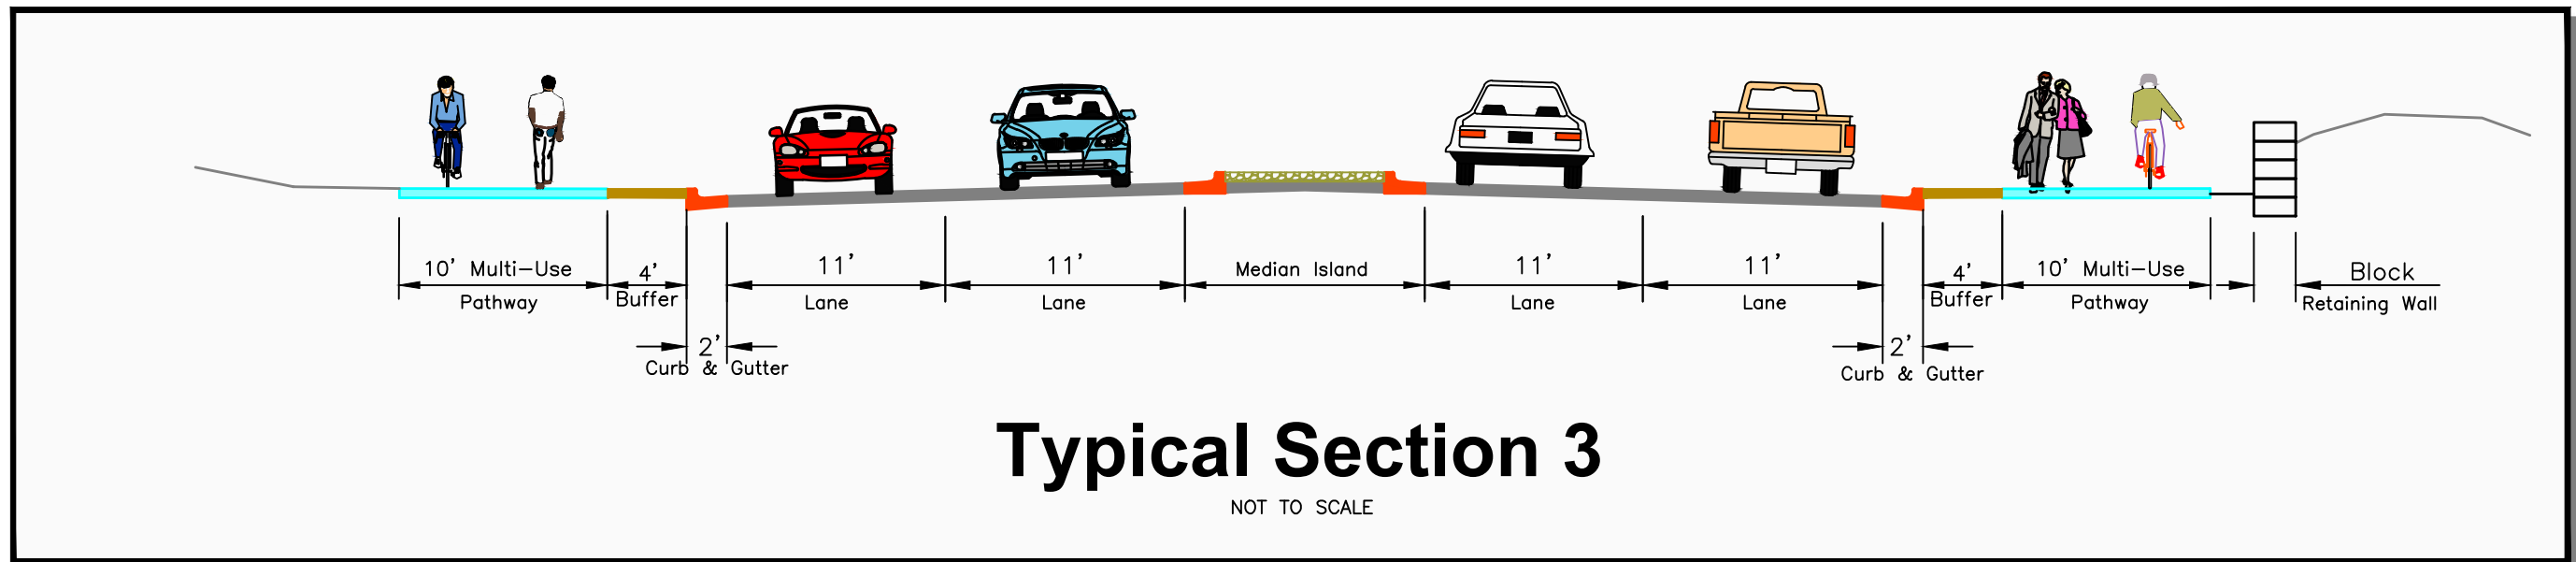 10' Multi-Use
Pathway
4'
Buffer
2'
Curb & Gutter
11'
Lane
11'
Lane
Median Island
11'
Lane
11'
Lane
2'
Curb & Gutter
4'
Buffer
10' Multi-Use
Pathway
Block
Retaining Wall
Typical Section 3
NOT TO SCALE